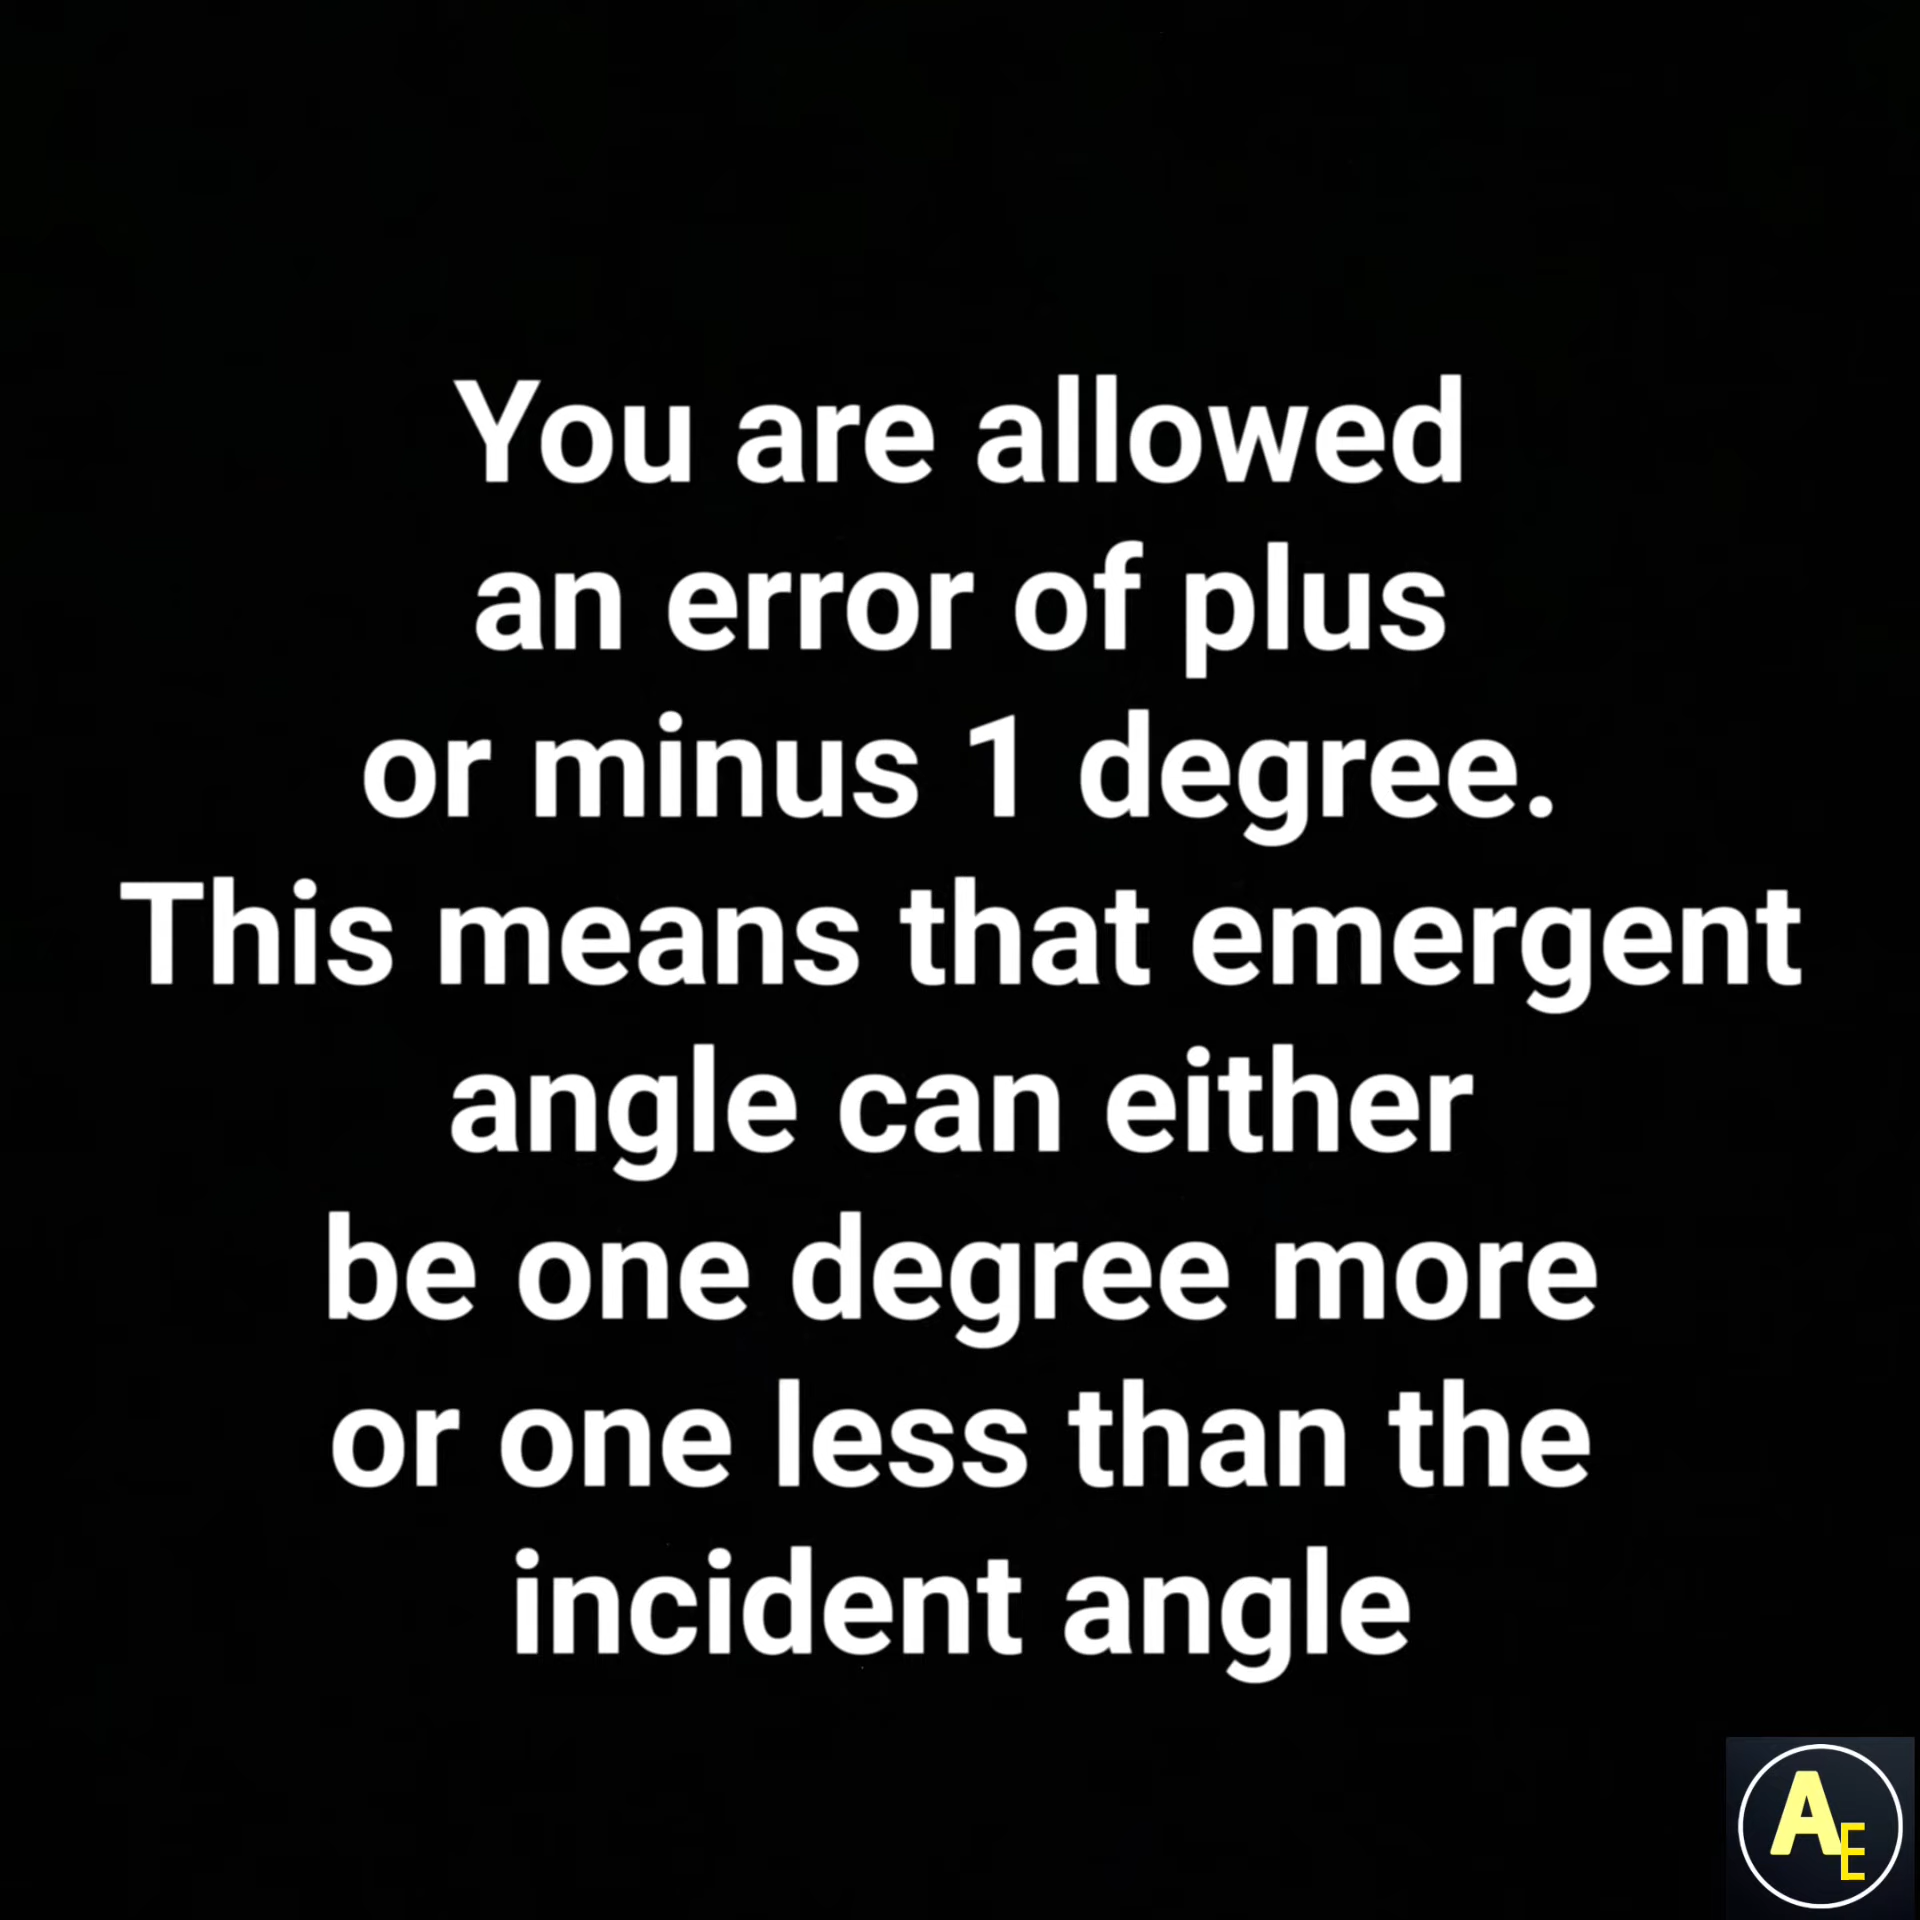 You are allowed
an error of plus
or minus 1 degree.
This means that emergent
angle can either
be one degree more
or one less than the
incident angle
AE